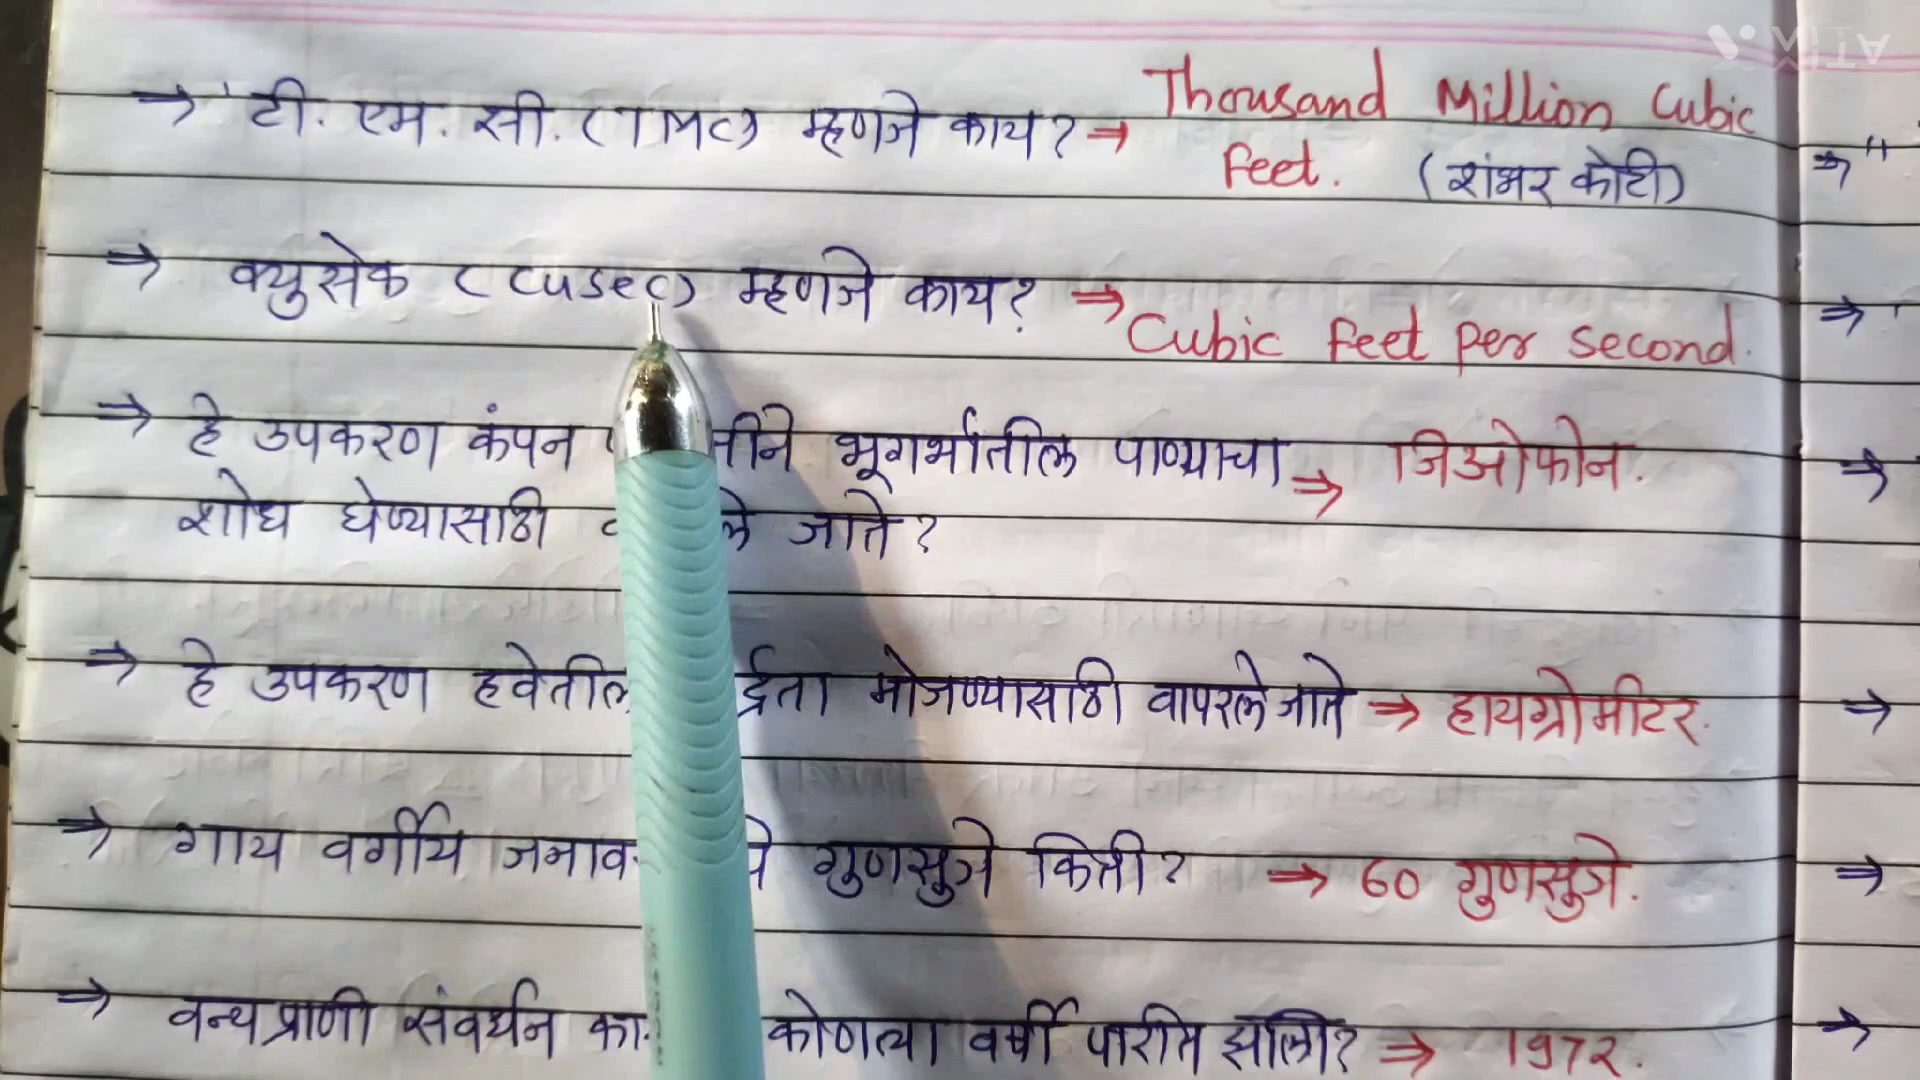 → टी. एम. सी. (TMC) म्हणजे काय? → Thousand Million Cubic
Feet. (शंभर कोटी)
⇒ क्युसेक (Cusec) म्हणजे काय? ⇒ Cubic feet per second.
⇒ हे उपकरण कंपन तीने भूगर्भातील पाण्याचा ⇒ जिओफोन.
शोध घेण्यासाठी ले जाते?
⇒ हे उपकरण हवेतील र्द्रता मोजण्यासाठी वापरले जाते ⇒ हायग्रोमीटर.
⇒ गाय वर्गीय जनाव चे गुणसुत्रे किती? ⇒ 60 गुणसुत्रे.
⇒ वन्यप्राणी संवर्धन का कोणत्या वर्षी पारीत झाला? ⇒ 1972.
VITA